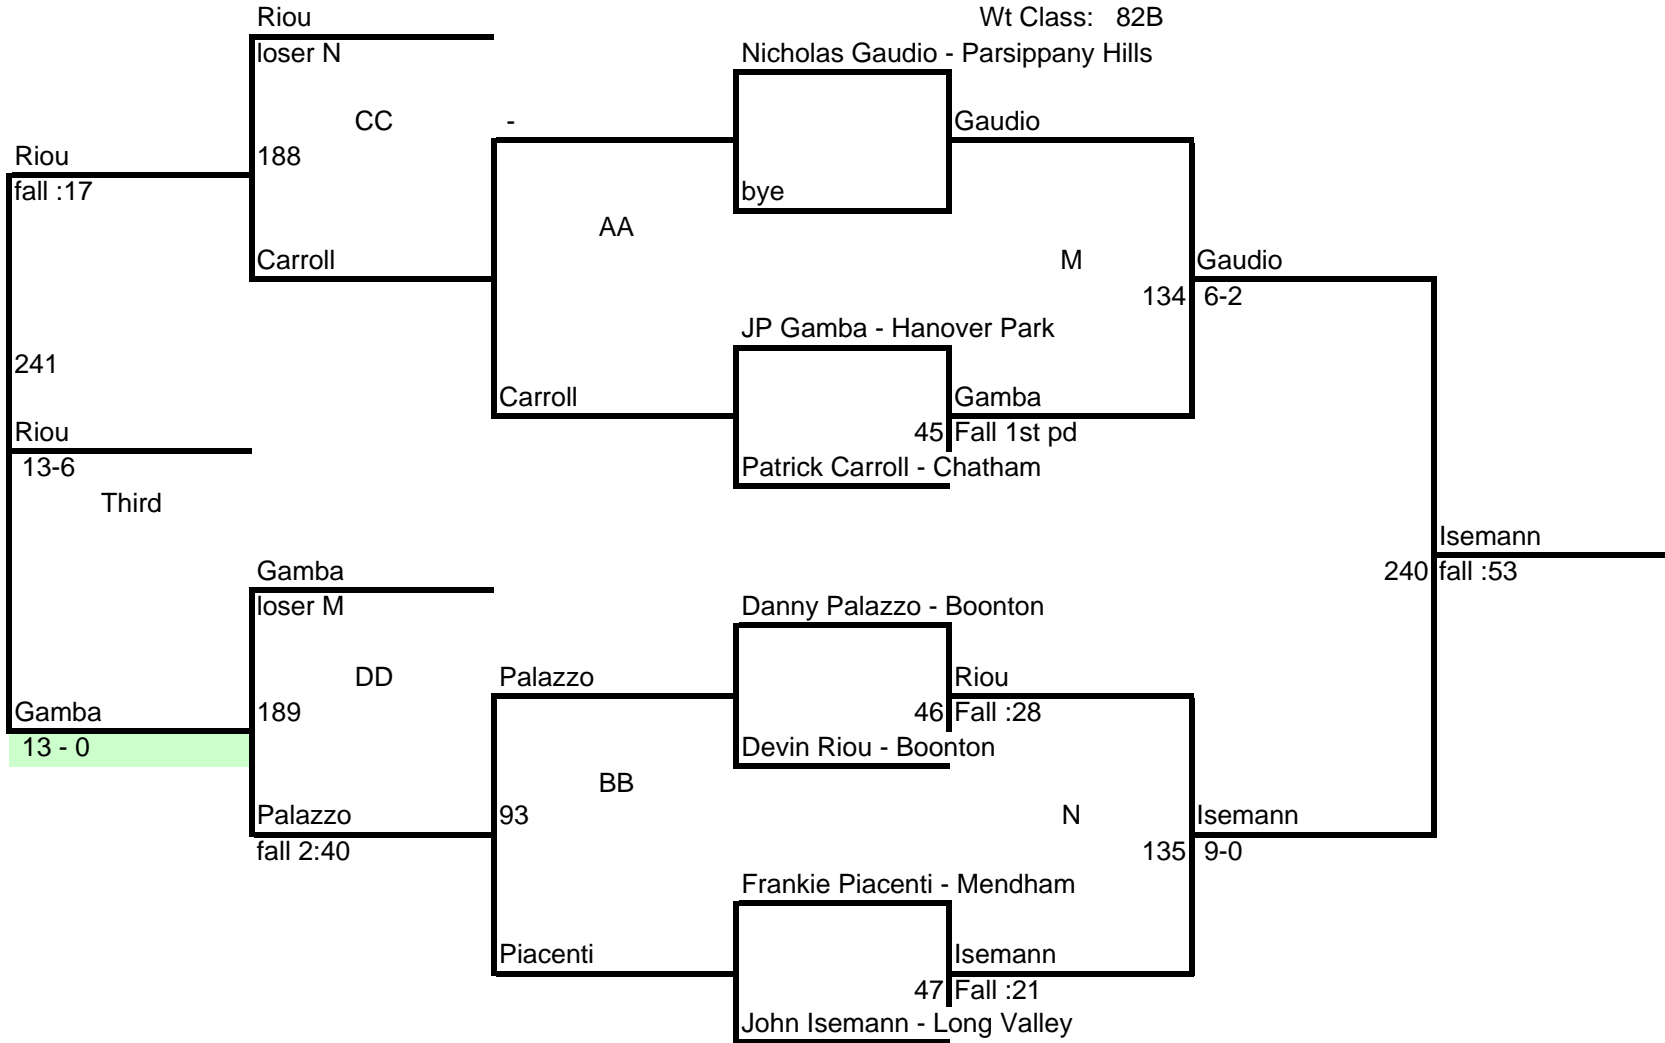 Riou
Wt Class: 82B
loser N
Nicholas Gaudio - Parsippany Hills
CC
-
Gaudio
Riou
188
fall :17
bye
AA
Carroll
M
Gaudio
134
6-2
JP Gamba - Hanover Park
241
Carroll
Gamba
Riou
45
Fall 1st pd
13-6
Patrick Carroll - Chatham
Third
Isemann
Gamba
240
fall :53
loser M
Danny Palazzo - Boonton
DD
Palazzo
Riou
Gamba
189
46
Fall :28
13 - 0
Devin Riou - Boonton
BB
Palazzo
93
N
Isemann
fall 2:40
135
9-0
Frankie Piacenti - Mendham
Piacenti
Isemann
47
Fall :21
John Isemann - Long Valley